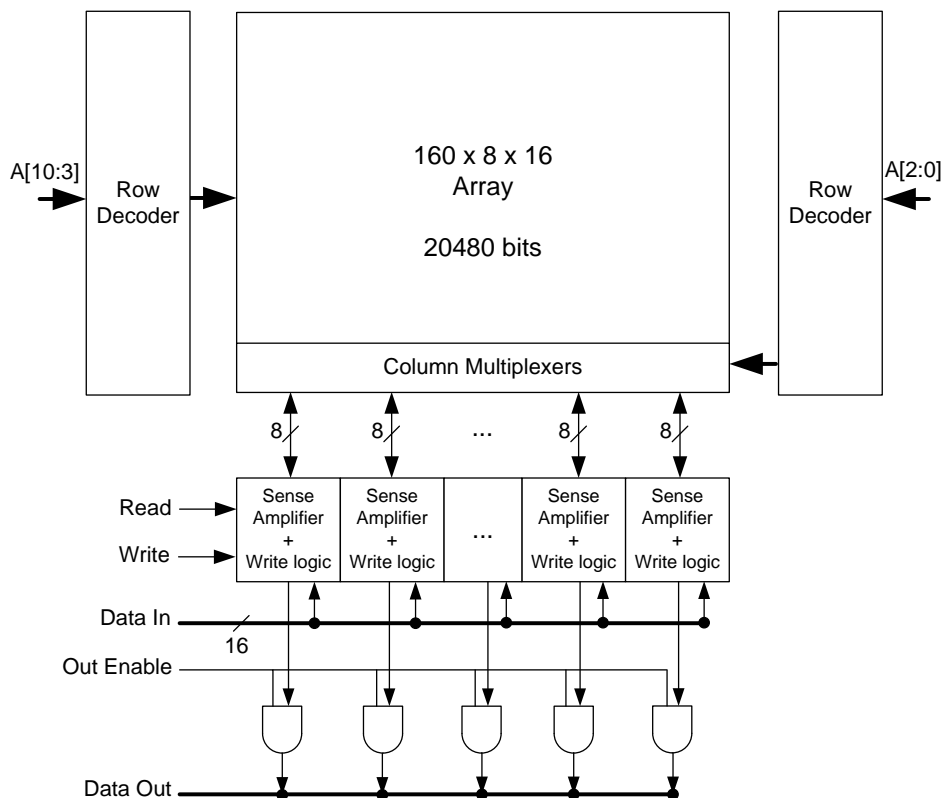 160 x 8 x 16
Array
20480 bits
A[10:3]
Row
Decoder
A[2:0]
Row
Decoder
Column Multiplexers
8
8
...
8
8
Read
Write
Sense
Amplifier
+
Write logic
Sense
Amplifier
+
Write logic
...
Sense
Amplifier
+
Write logic
Sense
Amplifier
+
Write logic
Data In
16
Out Enable
Data Out